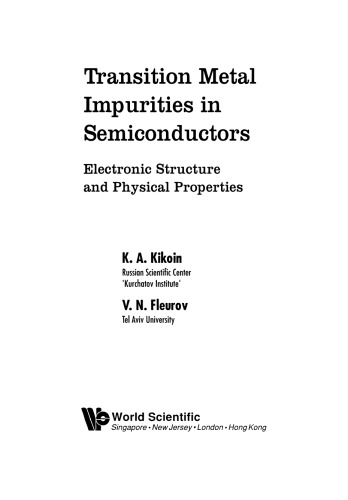 Transition Metal
Impurities in
Semiconductors
Electronic Structure
and Physical Properties
K. A. Kikoin
Russian Scientific Center
'Kurchatov Institute'
V. N. Fleurov
Tel Aviv University
World Scientific
Singapore • New Jersey • London • Hong Kong